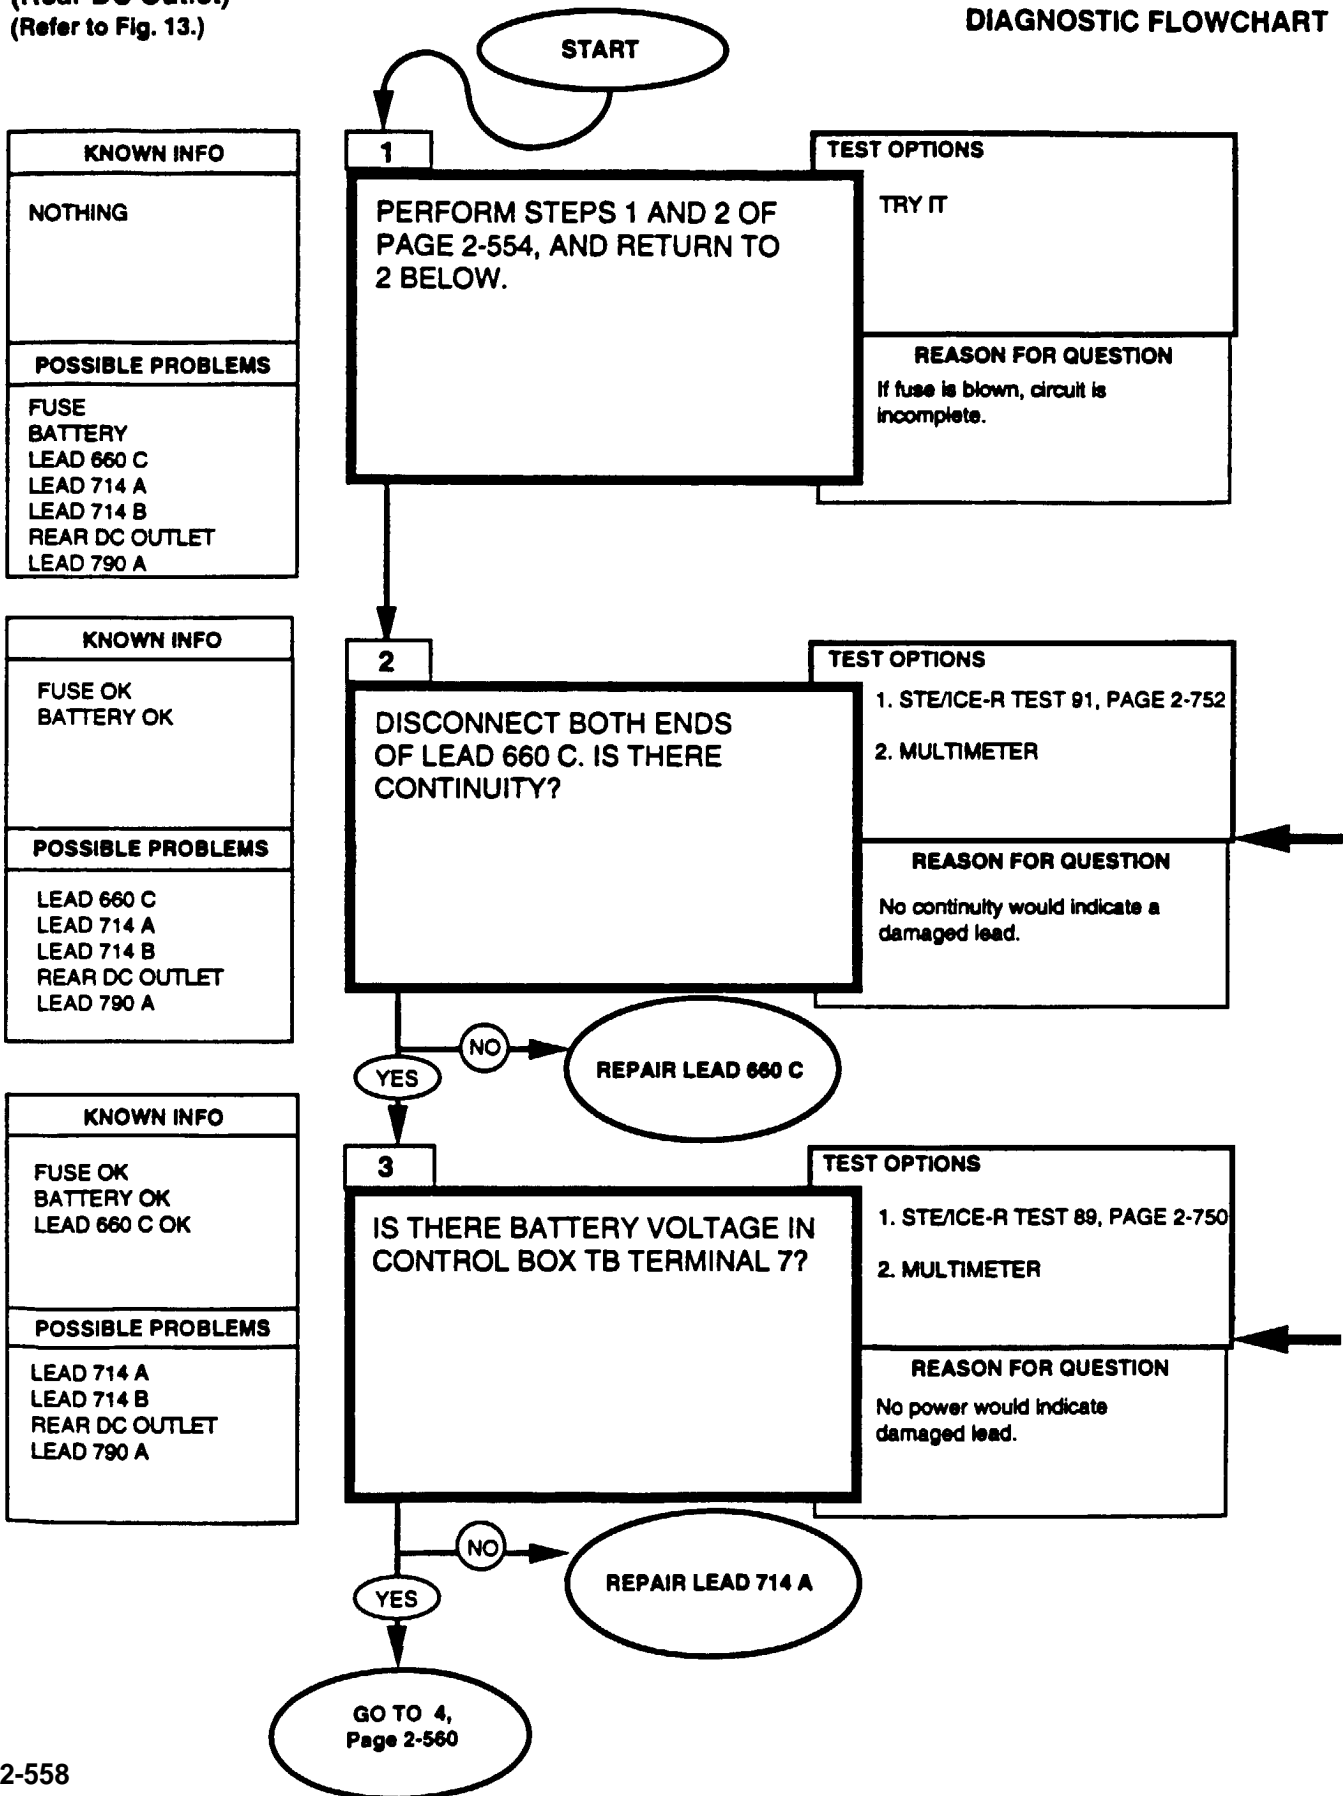 (Rear DC Outlet)
(Refer to Fig. 13.)
DIAGNOSTIC FLOWCHART
START
KNOWN INFO
NOTHING
POSSIBLE PROBLEMS
FUSE
BATTERY
LEAD 660 C
LEAD 714 A
LEAD 714 B
REAR DC OUTLET
LEAD 790 A
1
PERFORM STEPS 1 AND 2 OF
PAGE 2-554, AND RETURN TO
2 BELOW.
TEST OPTIONS
TRY IT
REASON FOR QUESTION
If fuse is blown, circuit is
incomplete.
KNOWN INFO
FUSE OK
BATTERY OK
POSSIBLE PROBLEMS
LEAD 660 C
LEAD 714 A
LEAD 714 B
REAR DC OUTLET
LEAD 790 A
2
DISCONNECT BOTH ENDS
OF LEAD 660 C. IS THERE
CONTINUITY?
TEST OPTIONS
1. STE/ICE-R TEST 91, PAGE 2-752
2. MULTIMETER
REASON FOR QUESTION
No continuity would indicate a
damaged lead.
NO
REPAIR LEAD 660 C
YES
KNOWN INFO
FUSE OK
BATTERY OK
LEAD 660 C OK
POSSIBLE PROBLEMS
LEAD 714 A
LEAD 714 B
REAR DC OUTLET
LEAD 790 A
3
IS THERE BATTERY VOLTAGE IN
CONTROL BOX TB TERMINAL 7?
TEST OPTIONS
1. STE/ICE-R TEST 89, PAGE 2-750
2. MULTIMETER
REASON FOR QUESTION
No power would indicate
damaged lead.
NO
REPAIR LEAD 714 A
YES
GO TO 4,
Page 2-560
2-558